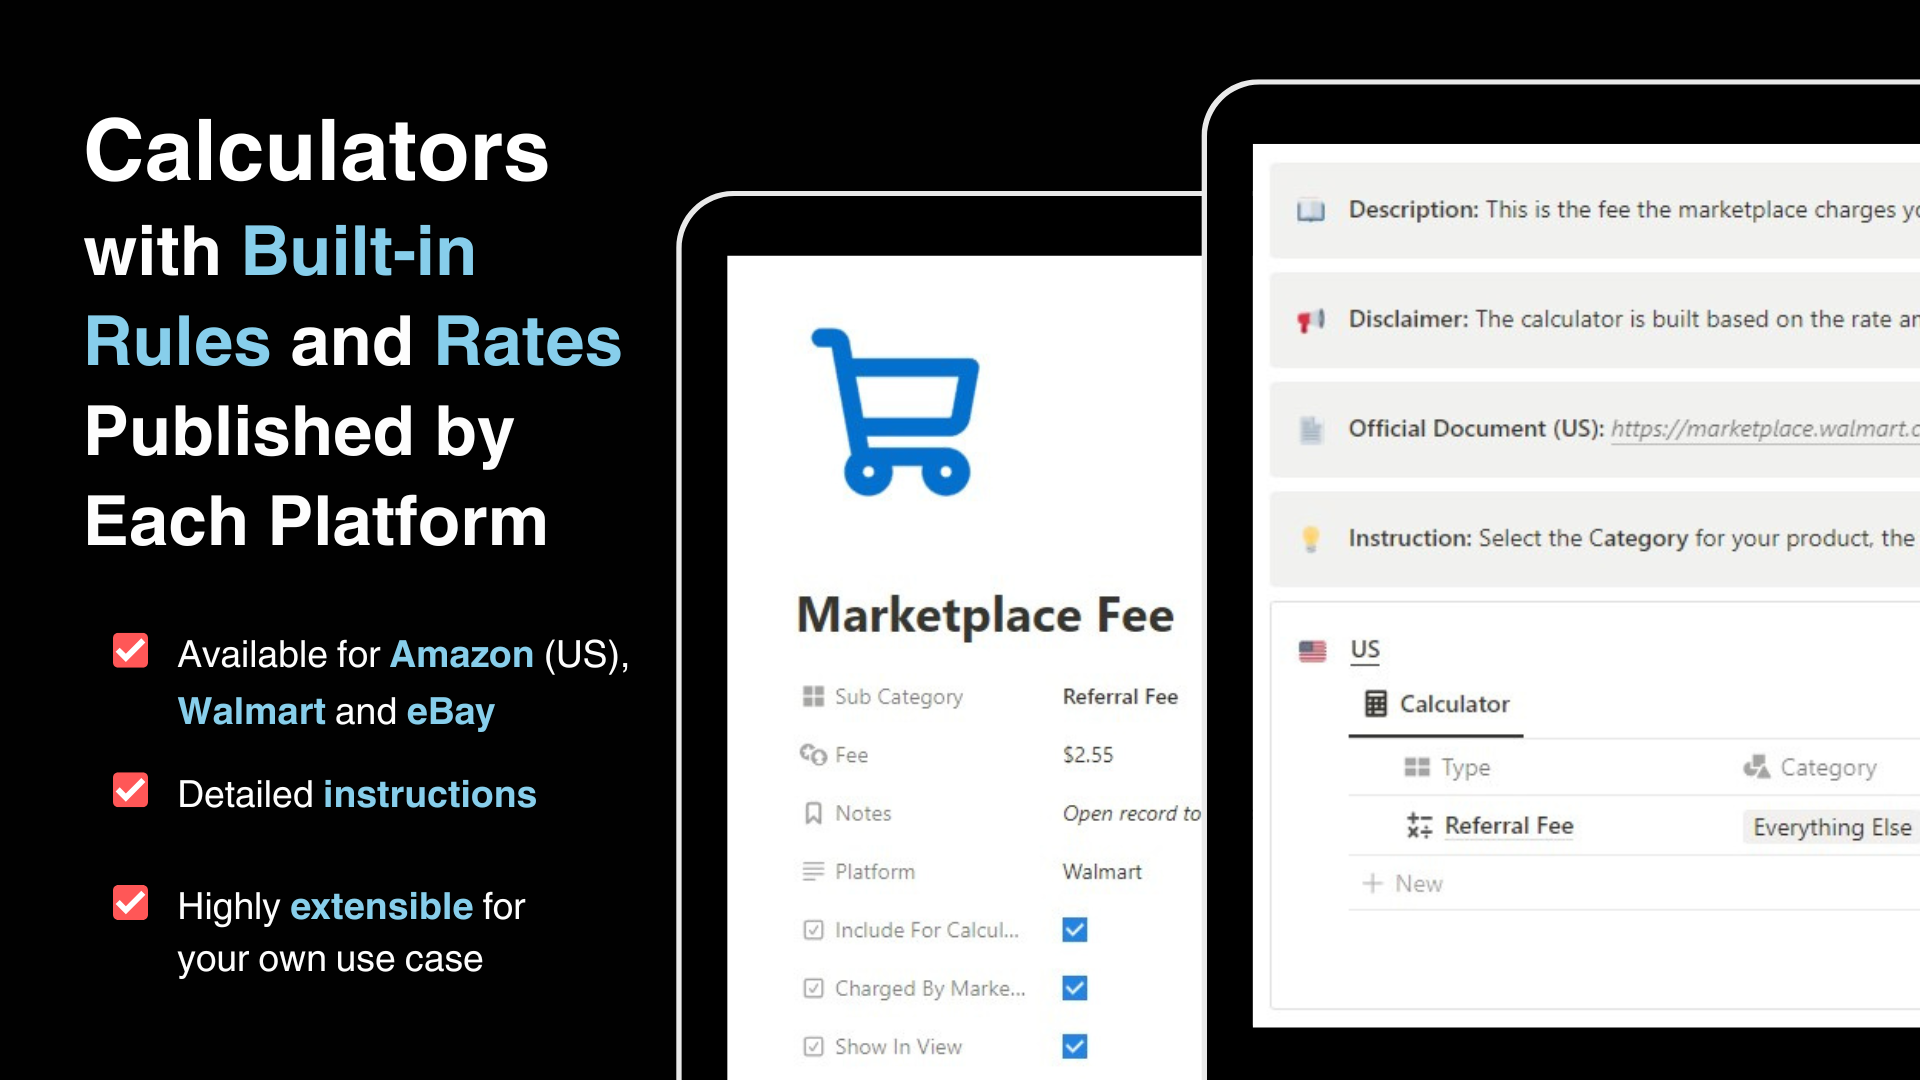 Calculators
with Built-in
Rules and Rates
Published by
Each Platform
Available for Amazon (US),
Walmart and eBay
Detailed instructions
Highly extensible for
your own use case
Marketplace Fee
Sub Category Referral Fee
Fee $2.55
Notes Open record to
Platform Walmart
Include For Calcul...
Charged By Marke...
Show In View
Description: This is the fee the marketplace charges
Disclaimer: The calculator is built based on the rate
Official Document (US): https://marketplace.walmart.
Instruction: Select the Category for your product, the
US
Calculator
Type Category
Referral Fee Everything Else
New